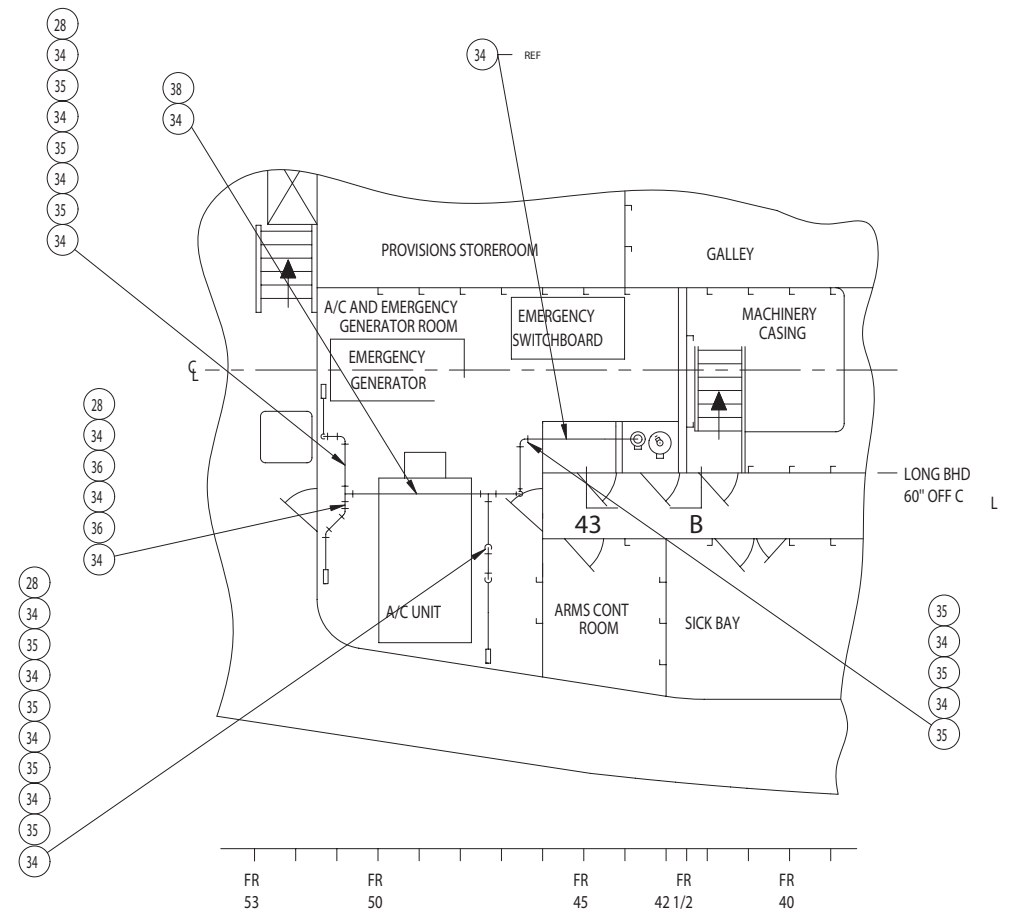 28
34
35
34
35
34
35
34
38
34
34 REF
PROVISIONS STOREROOM
GALLEY
A/C AND EMERGENCY
GENERATOR ROOM
EMERGENCY
SWITCHBOARD
MACHINERY
CASING
EMERGENCY
GENERATOR
CL
28
34
36
34
36
34
LONG BHD
60" OFF C L
43
B
28
34
35
34
35
34
35
34
35
34
A/C UNIT
ARMS CONT
ROOM
SICK BAY
35
34
35
34
35
FR FR FR FR FR
53 50 45 42 1/2 40